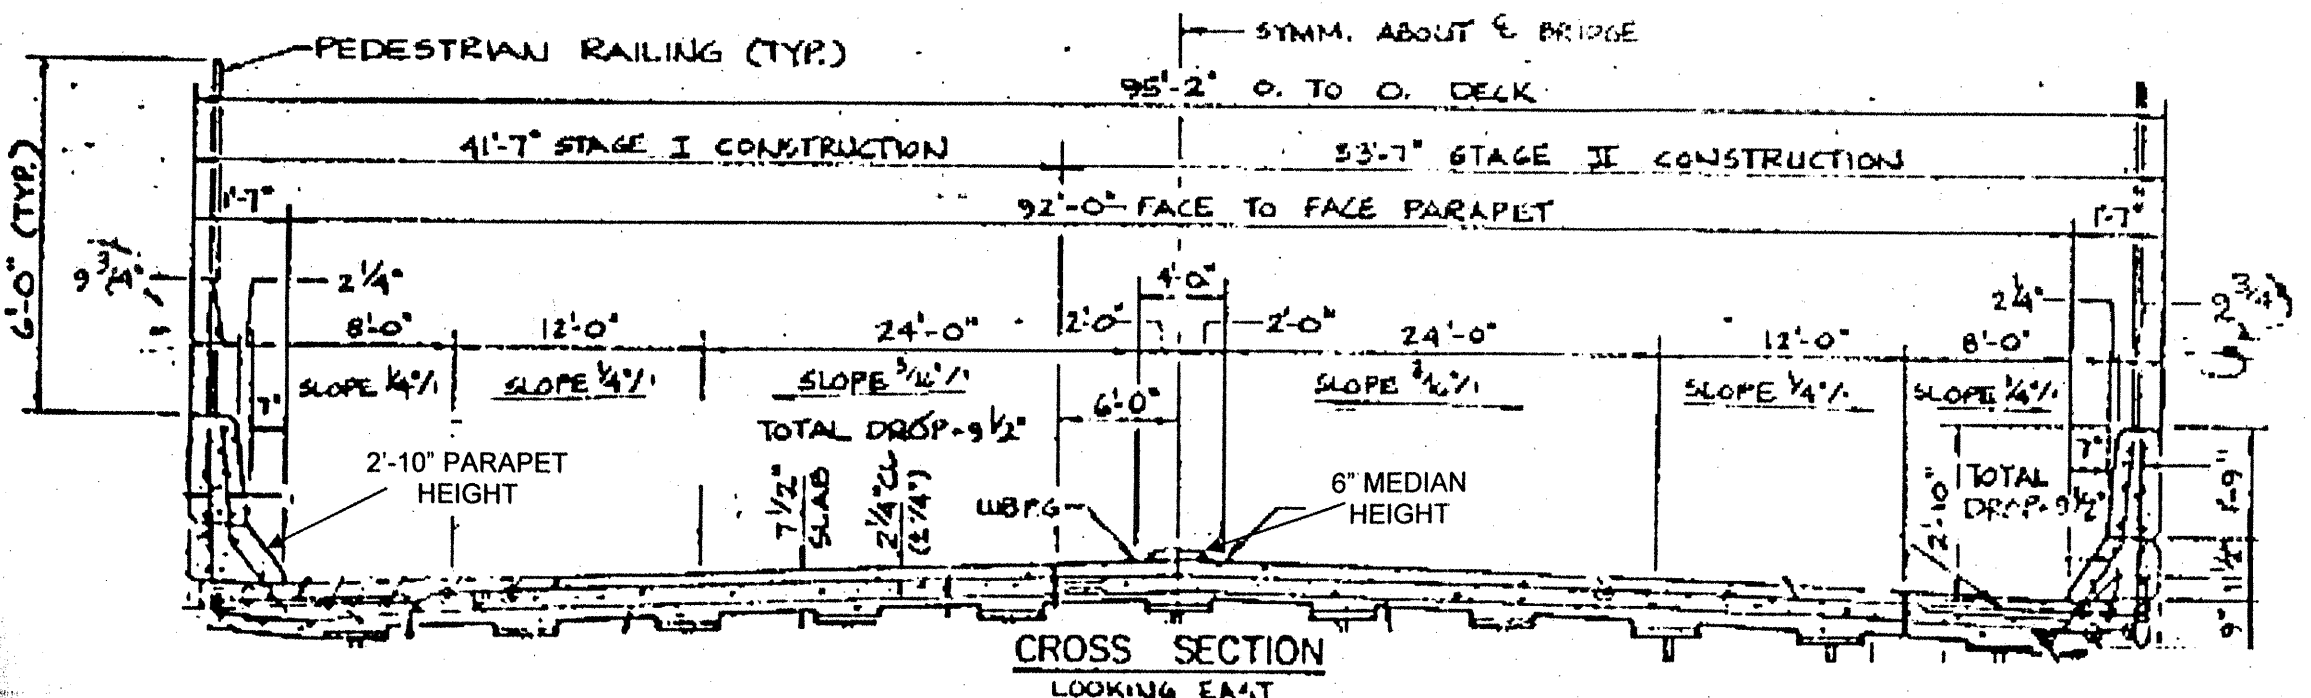 SYMM. ABOUT ℄ BRIDGE
PEDESTRIAN RAILING (TYP.)
95'-2" O. TO O. DECK
41'-7" STAGE I CONSTRUCTION
53'-7" STAGE II CONSTRUCTION
1'-7"
92'-0" FACE TO FACE PARAPET
1'-7"
6'-0" (TYP.)
9 3/4"
2 1/4"
4'-0"
2 1/4"
9 3/4"
8'-0"
12'-0"
24'-0"
2'-0"
2'-0"
24'-0"
12'-0"
8'-0"
SLOPE 1/4"/'
SLOPE 1/4"/'
SLOPE 3/16"/'
SLOPE 3/16"/'
SLOPE 1/4"/'
SLOPE 1/4"/'
7"
6'-0"
TOTAL DROP-9 1/2"
7"
2'-10" PARAPET
HEIGHT
7 1/2"
SLAB
2 1/4" CL
(± 1/4")
W.B.P.G
6" MEDIAN
HEIGHT
2'-10"
TOTAL
DROP-9 1/2"
1'-9"
9"
CROSS SECTION
LOOKING EAST